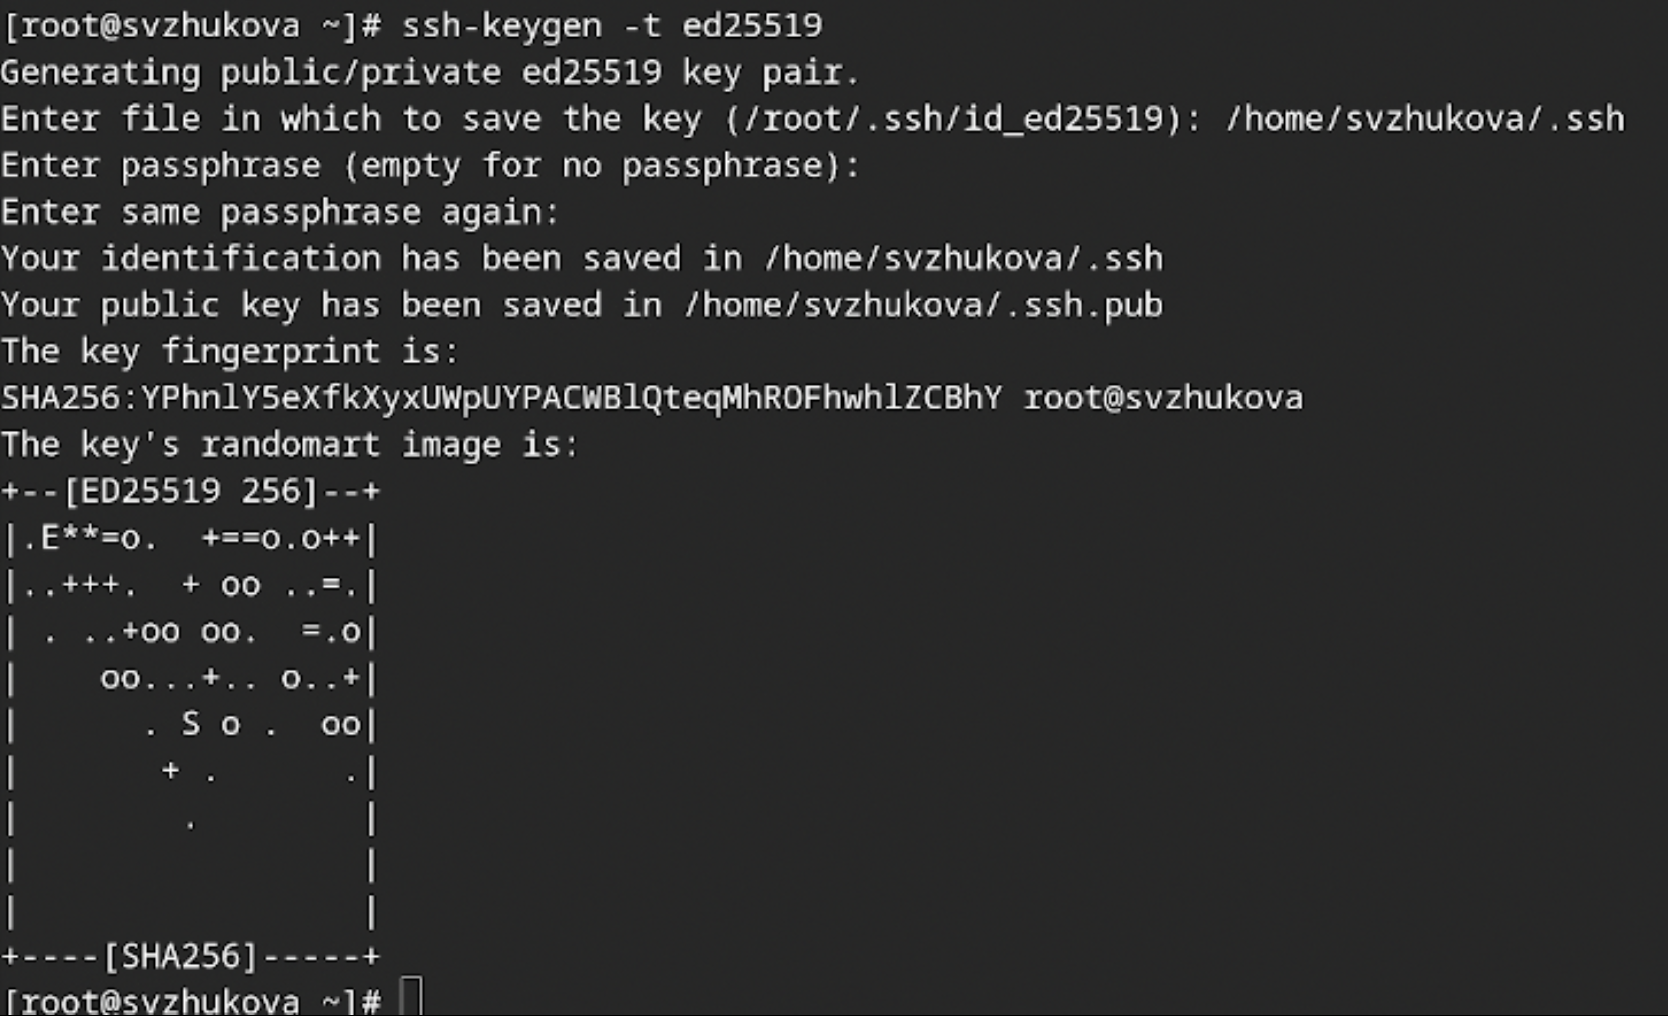 [root@svzhukova ~]# ssh-keygen -t ed25519
Generating public/private ed25519 key pair.
Enter file in which to save the key (/root/.ssh/id_ed25519): /home/svzhukova/.ssh
Enter passphrase (empty for no passphrase):
Enter same passphrase again:
Your identification has been saved in /home/svzhukova/.ssh
Your public key has been saved in /home/svzhukova/.ssh.pub
The key fingerprint is:
SHA256:YPhnlY5eXfkXyxUWpUYPACWBlQteqMhROFhwhlZCBhY root@svzhukova
The key's randomart image is:
+--[ED25519 256]--+
|.E**=o.  +==o.o++|
|..+++.  + oo ..=.|
| . ..+oo oo.  =.o|
|    oo...+.. o..+|
|      . S o .  oo|
|       + .      .|
|        .        |
|                 |
|                 |
+----[SHA256]-----+
[root@svzhukova ~]#